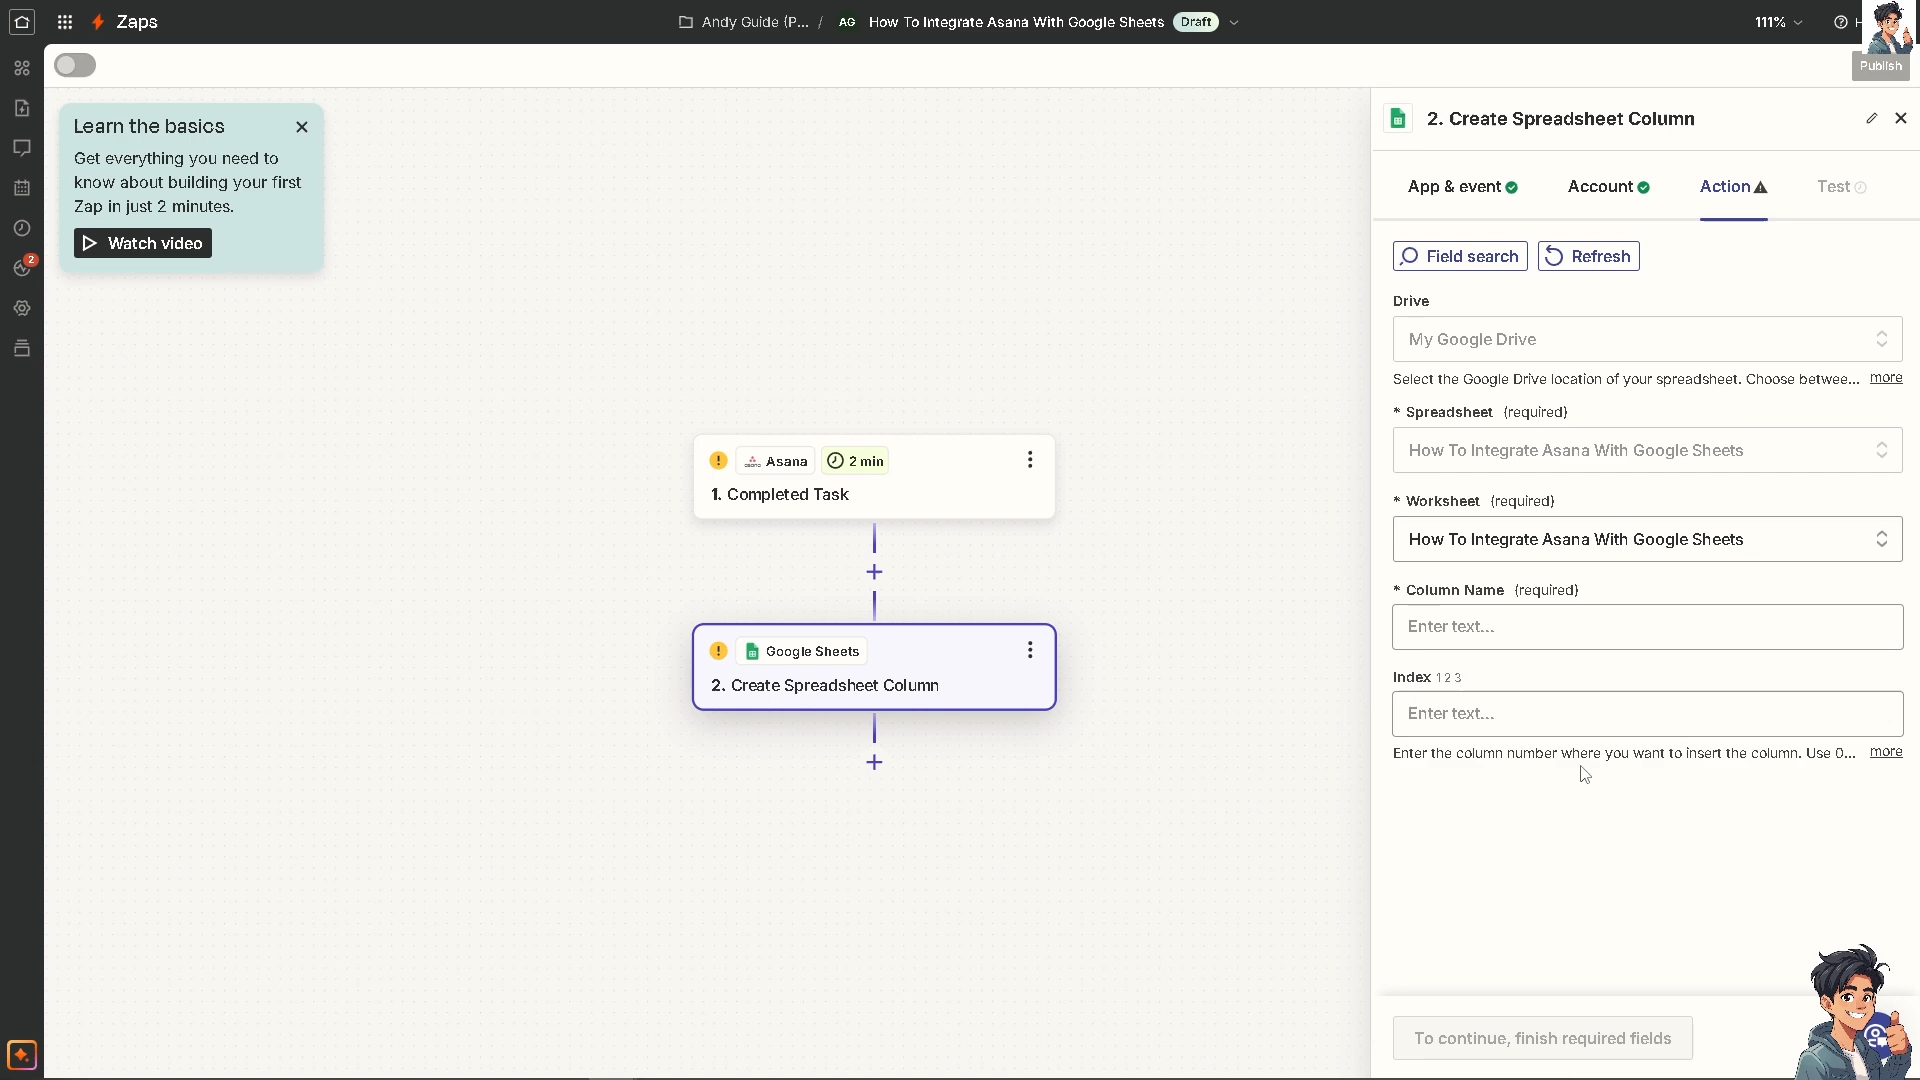 Zaps
Andy Guide (P... / AG How To Integrate Asana With Google Sheets Draft
111%
Publish
Learn the basics
Get everything you need to
know about building your first
Zap in just 2 minutes.
Watch video
2
Asana 2 min
1. Completed Task
Google Sheets
2. Create Spreadsheet Column
2. Create Spreadsheet Column
App & event Account Action Test
Field search Refresh
Drive
My Google Drive
Select the Google Drive location of your spreadsheet. Choose betwee... more
* Spreadsheet (required)
How To Integrate Asana With Google Sheets
* Worksheet (required)
How To Integrate Asana With Google Sheets
* Column Name (required)
Enter text...
Index 1 2 3
Enter text...
Enter the column number where you want to insert the column. Use 0... more
To continue, finish required fields